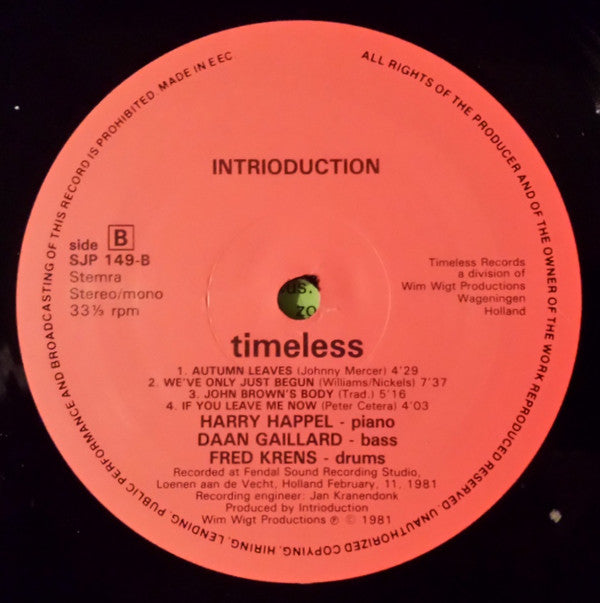 ALL RIGHTS OF THE PRODUCER AND OF THE OWNER OF THE WORK REPRODUCED RESERVED. UNAUTHORIZED COPYING, HIRING, LENDING, PUBLIC PERFORMANCE AND BROADCASTING OF THIS RECORD IS PROHIBITED. MADE IN E EC.
INTRIODUCTION
side B
SJP 149-B
Stemra
Stereo/mono
33⅓ rpm
Timeless Records
a division of
Wim Wigt Productions
Wageningen
Holland
us.
zo
timeless
1. AUTUMN LEAVES (Johnny Mercer) 4'29
2. WE'VE ONLY JUST BEGUN (Williams/Nickels) 7'37
3. JOHN BROWN'S BODY (Trad.) 5'16
4. IF YOU LEAVE ME NOW (Peter Cetera) 4'03
HARRY HAPPEL - piano
DAAN GAILLARD - bass
FRED KRENS - drums
Recorded at Fendal Sound Recording Studio,
Loenen aan de Vecht, Holland February, 11, 1981
Recording engineer: Jan Kranendonk
Produced by Intrioduction
Wim Wigt Productions ℗ © 1981